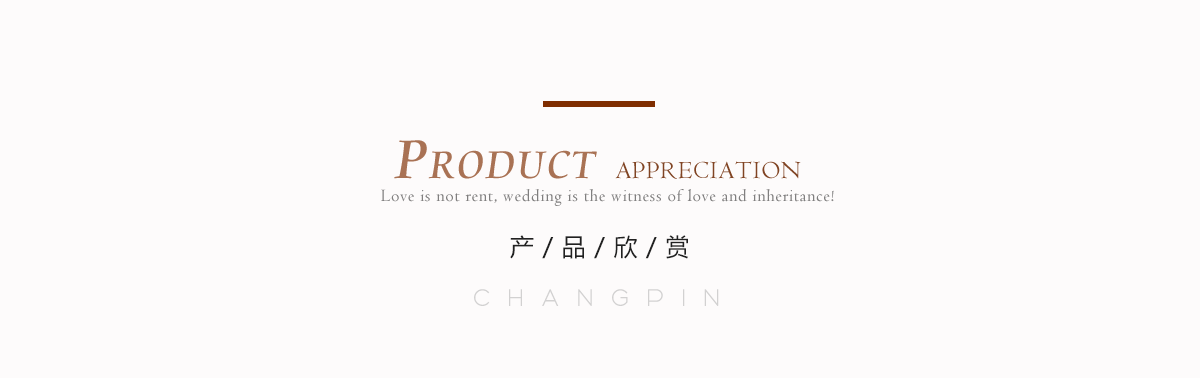 PRODUCT APPRECIATION
Love is not rent, wedding is the witness of love and inheritance!
产/品/欣/赏
CHANGPIN